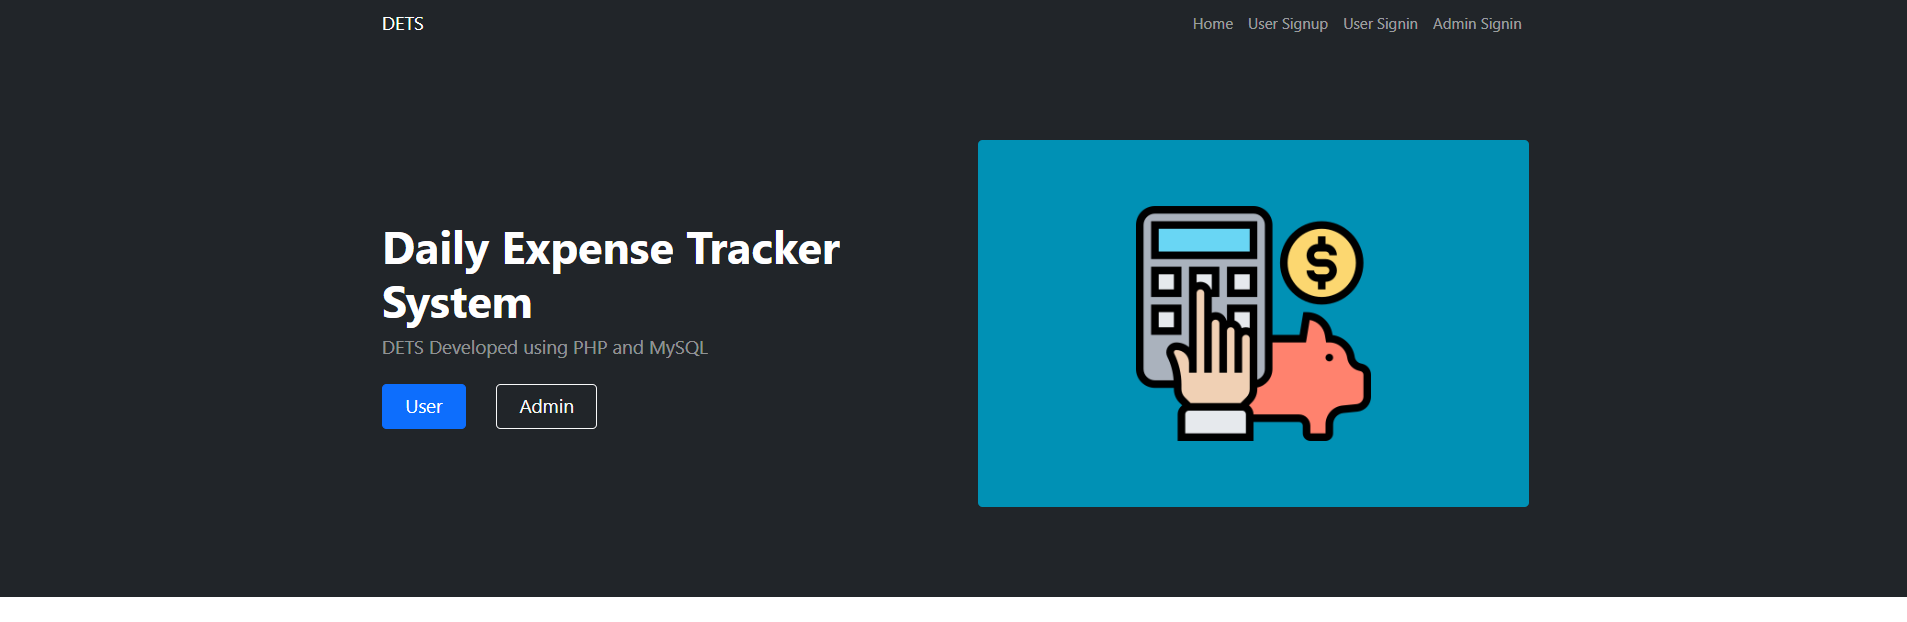 DETS
Home User Signup User Signin Admin Signin
Daily Expense Tracker
System
DETS Developed using PHP and MySQL
User Admin
$